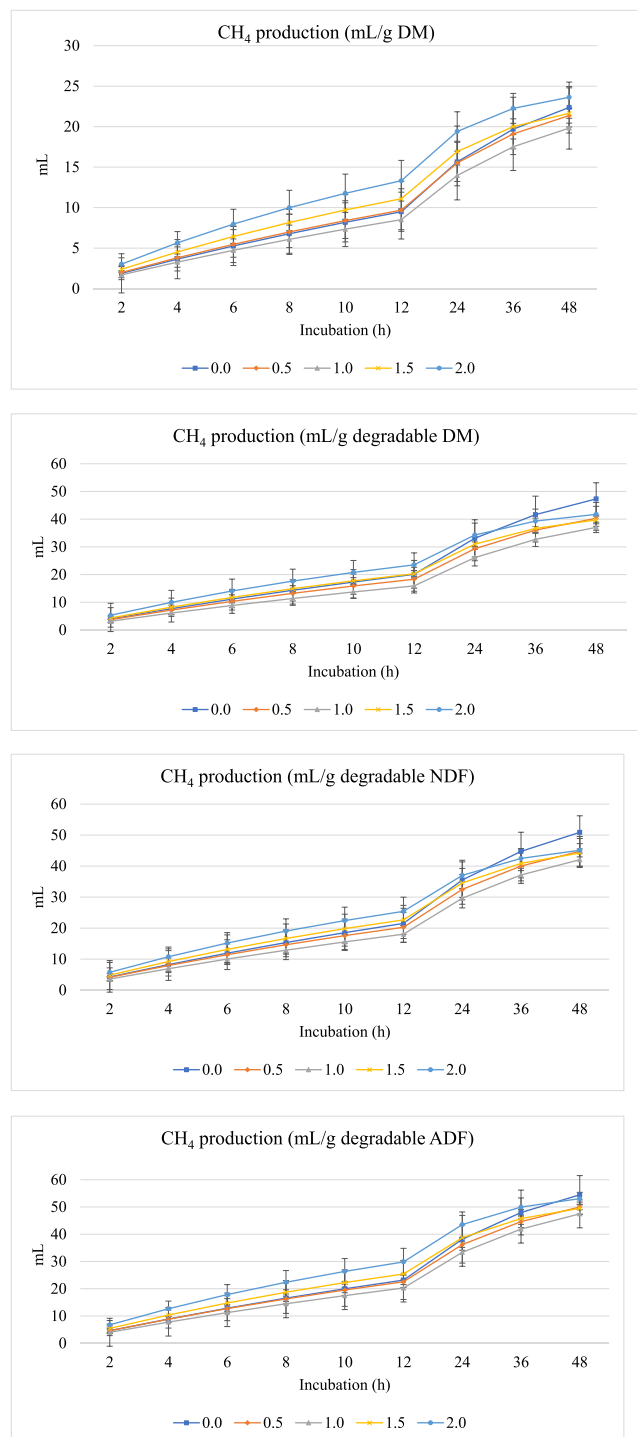 CH₄ production (mL/g DM)
30
25
20
15
10
5
0
mL
2 4 6 8 10 12 24 36 48
Incubation (h)
0.0 0.5 1.0 1.5 2.0
CH₄ production (mL/g degradable DM)
60
50
40
30
20
10
0
mL
2 4 6 8 10 12 24 36 48
Incubation (h)
0.0 0.5 1.0 1.5 2.0
CH₄ production (mL/g degradable NDF)
60
50
40
30
20
10
0
mL
2 4 6 8 10 12 24 36 48
Incubation (h)
0.0 0.5 1.0 1.5 2.0
CH₄ production (mL/g degradable ADF)
60
50
40
30
20
10
0
mL
2 4 6 8 10 12 24 36 48
Incubation (h)
0.0 0.5 1.0 1.5 2.0